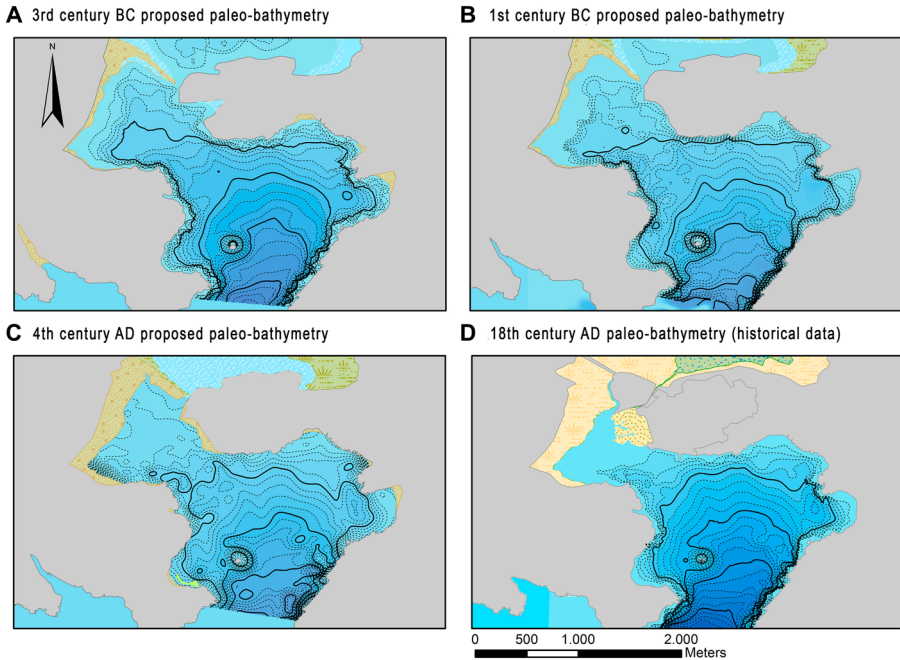 A 3rd century BC proposed paleo-bathymetry
B 1st century BC proposed paleo-bathymetry
N
C 4th century AD proposed paleo-bathymetry
D 18th century AD paleo-bathymetry (historical data)
0 500 1.000 2.000
Meters